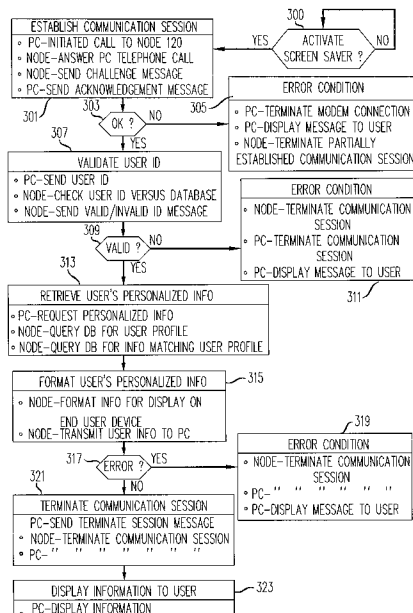 300
ACTIVATE
SCREEN SAVER ?
YES
NO
ESTABLISH COMMUNICATION SESSION
∘ PC-INITIATED CALL TO NODE 120
∘ NODE-ANSWER PC TELEPHONE CALL
∘ NODE-SEND CHALLENGE MESSAGE
∘ PC-SEND ACKNOWLEDGEMENT MESSAGE
301
303
OK ?
NO
YES
305
ERROR CONDITION
∘ PC-TERMINATE MODEM CONNECTION
∘ PC-DISPLAY MESSAGE TO USER
∘ NODE-TERMINATE PARTIALLY
ESTABLISHED COMMUNICATION SESSION
307
VALIDATE USER ID
∘ PC-SEND USER ID
∘ NODE-CHECK USER ID VERSUS DATABASE
∘ NODE-SEND VALID/INVALID ID MESSAGE
309
VALID ?
NO
YES
ERROR CONDITION
∘ NODE-TERMINATE COMMUNICATION
SESSION
∘ PC-TERMINATE COMMUNICATION
SESSION
∘ PC-DISPLAY MESSAGE TO USER
311
313
RETRIEVE USER'S PERSONALIZED INFO
∘ PC-REQUEST PERSONALIZED INFO
∘ NODE-QUERY DB FOR USER PROFILE
∘ NODE-QUERY DB FOR INFO MATCHING USER PROFILE
FORMAT USER'S PERSONALIZED INFO
315
∘ NODE-FORMAT INFO FOR DISPLAY ON
END USER DEVICE
∘ NODE-TRANSMIT USER INFO TO PC
317
ERROR ?
YES
NO
319
ERROR CONDITION
∘ NODE-TERMINATE COMMUNICATION
SESSION
∘ PC- " " " " " "
∘ PC-DISPLAY MESSAGE TO USER
321
TERMINATE COMMUNICATION SESSION
PC-SEND TERMINATE SESSION MESSAGE
∘ NODE-TERMINATE COMMUNICATION SESSION
∘ PC- " " " " " " "
DISPLAY INFORMATION TO USER
323
∘ PC-DISPLAY INFORMATION